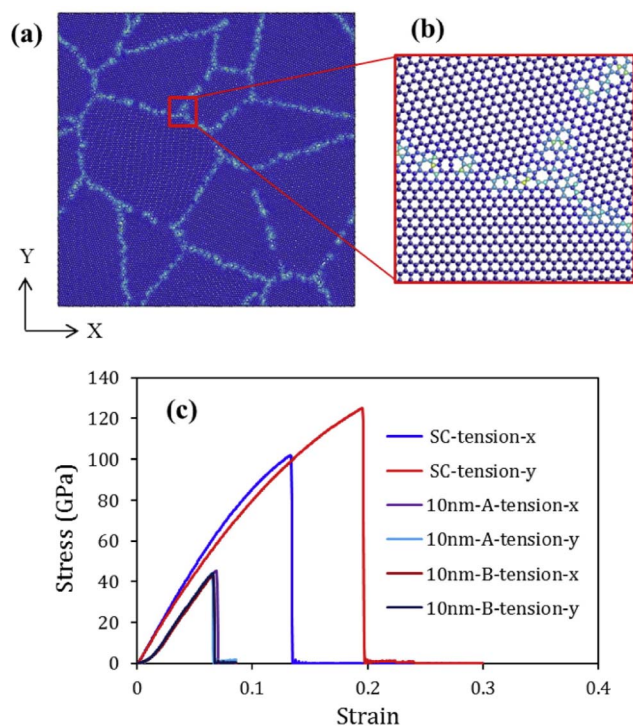 (a)
(b)
Y
X
(c)
140
120
100
80
60
40
20
0
Stress (GPa)
SC-tension-x
SC-tension-y
10nm-A-tension-x
10nm-A-tension-y
10nm-B-tension-x
10nm-B-tension-y
0 0.1 0.2 0.3 0.4
Strain